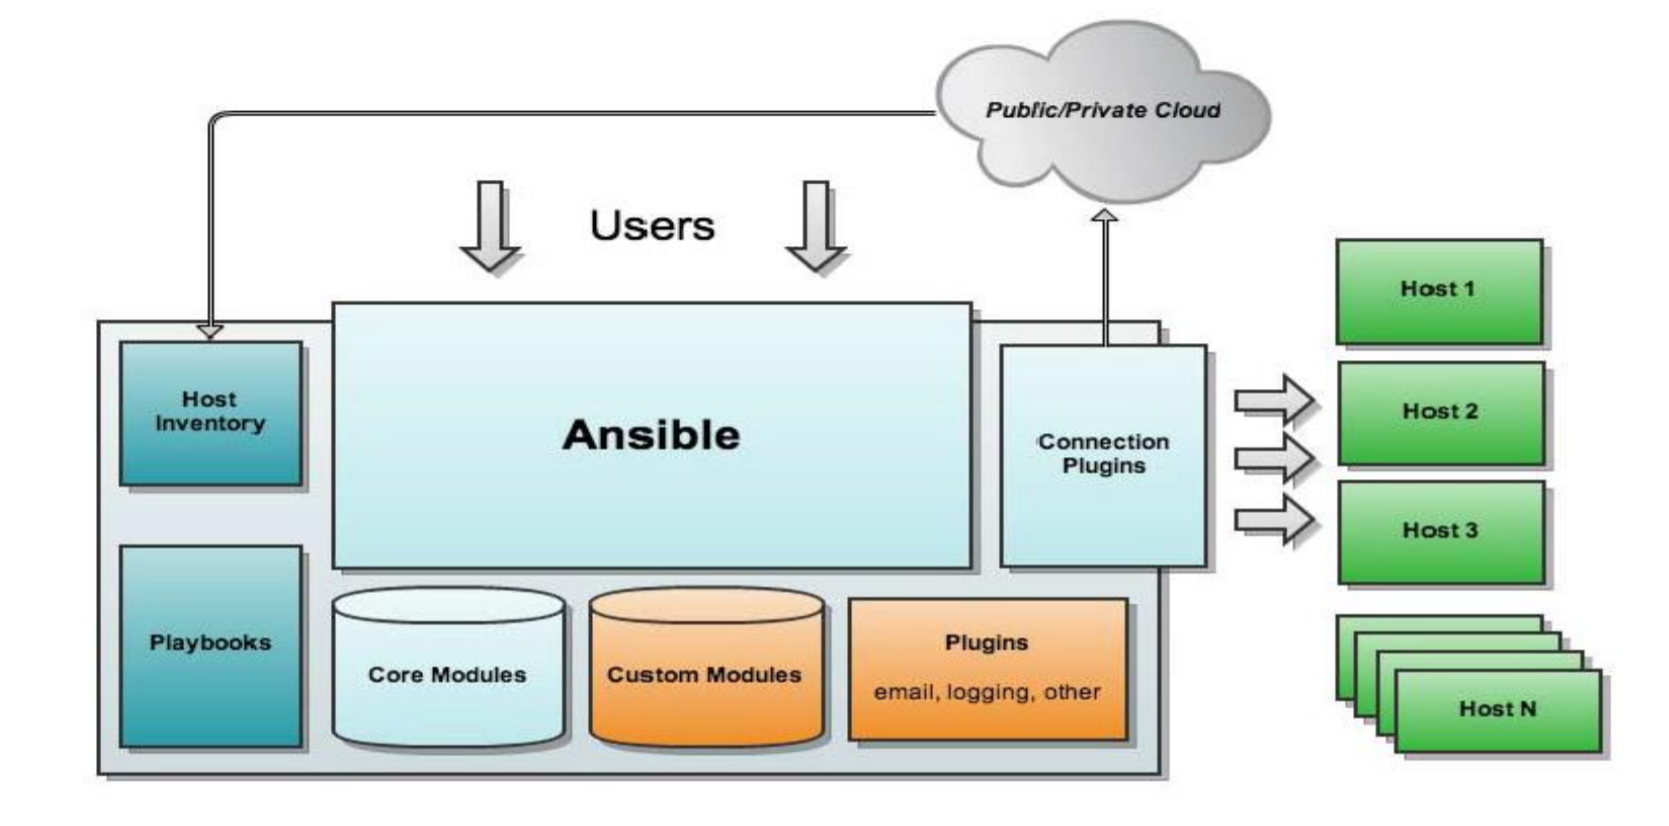 Public/Private Cloud
Users
Host 1
Host
Inventory
Ansible
Connection
Plugins
Host 2
Host 3
Playbooks
Core Modules
Custom Modules
Plugins
email, logging, other
Host N